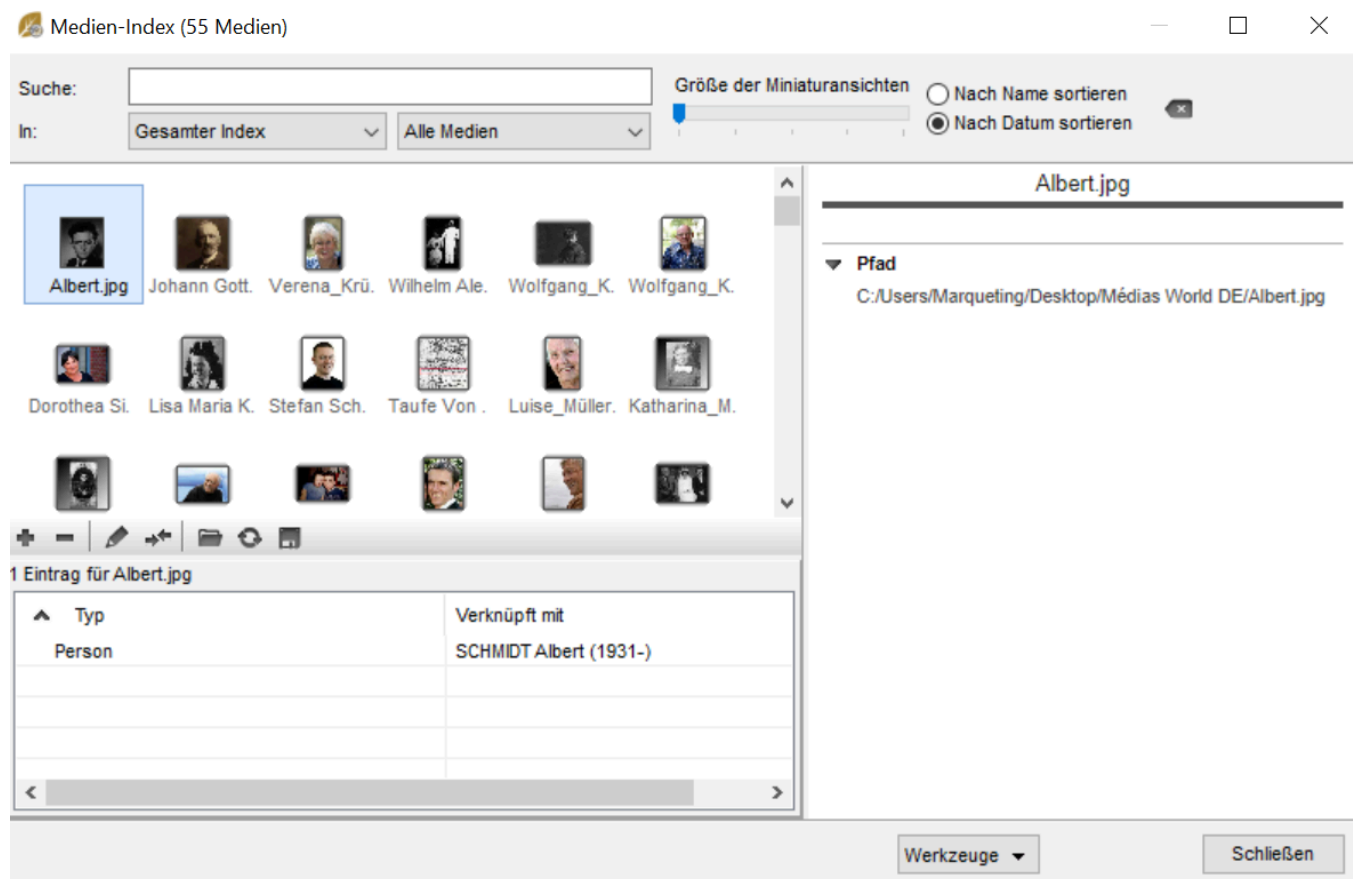 Medien-Index (55 Medien)
Suche:
Größe der Miniaturansichten
Nach Name sortieren
In:
Gesamter Index
Alle Medien
Nach Datum sortieren
Albert.jpg
Johann Gott.
Verena_Krü.
Wilhelm Ale.
Wolfgang_K.
Wolfgang_K.
Dorothea Si.
Lisa Maria K.
Stefan Sch.
Taufe Von .
Luise_Müller.
Katharina_M.
Albert.jpg
Pfad
C:/Users/Marqueting/Desktop/Médias World DE/Albert.jpg
1 Eintrag für Albert.jpg
Typ
Verknüpft mit
Person
SCHMIDT Albert (1931-)
Werkzeuge
Schließen